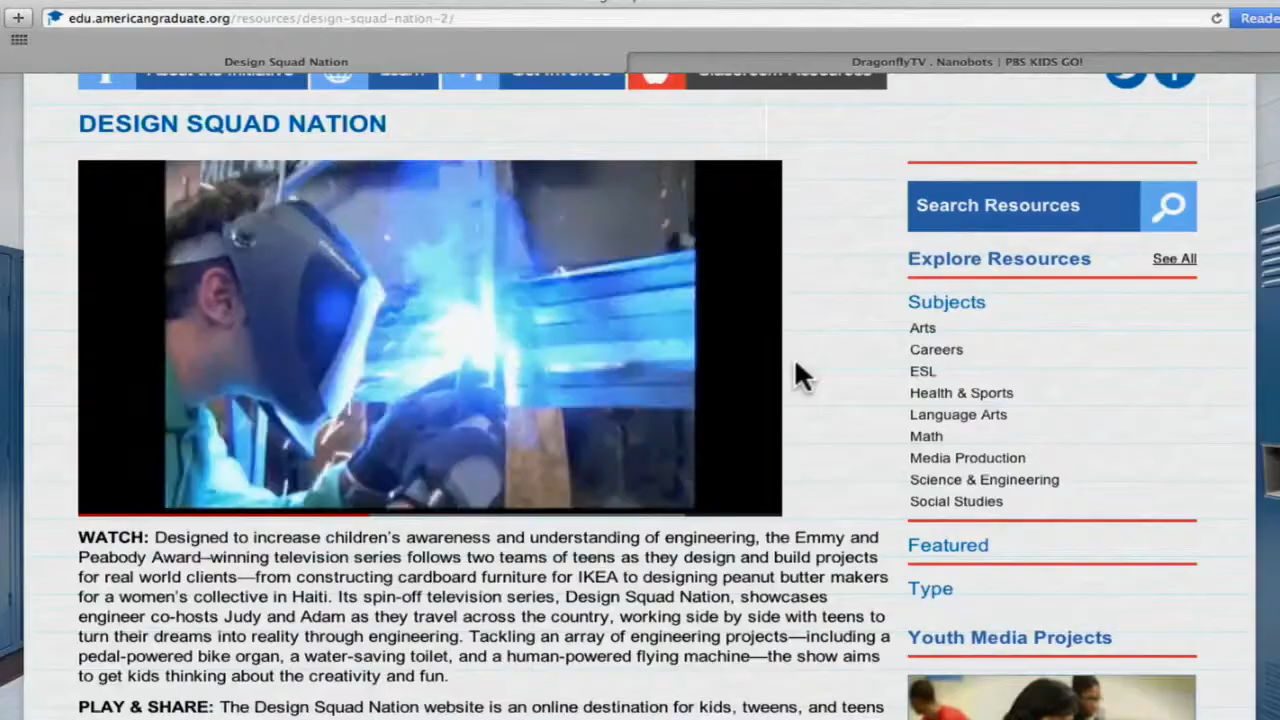 edu.americangraduate.org/resources/design-squad-nation-2/
Reade
Design Squad Nation
DragonflyTV . Nanobots | PBS KIDS GO!
About the Initiative
Learn
Get Involved
Classroom Resources
DESIGN SQUAD NATION
Search Resources
Explore Resources
See All
Subjects
Arts
Careers
ESL
Health & Sports
Language Arts
Math
Media Production
Science & Engineering
Social Studies
Featured
Type
Youth Media Projects
WATCH: Designed to increase children's awareness and understanding of engineering, the Emmy and
Peabody Award–winning television series follows two teams of teens as they design and build projects
for real world clients—from constructing cardboard furniture for IKEA to designing peanut butter makers
for a women's collective in Haiti. Its spin-off television series, Design Squad Nation, showcases
engineer co-hosts Judy and Adam as they travel across the country, working side by side with teens to
turn their dreams into reality through engineering. Tackling an array of engineering projects—including a
pedal-powered bike organ, a water-saving toilet, and a human-powered flying machine—the show aims
to get kids thinking about the creativity and fun.
PLAY & SHARE: The Design Squad Nation website is an online destination for kids, tweens, and teens